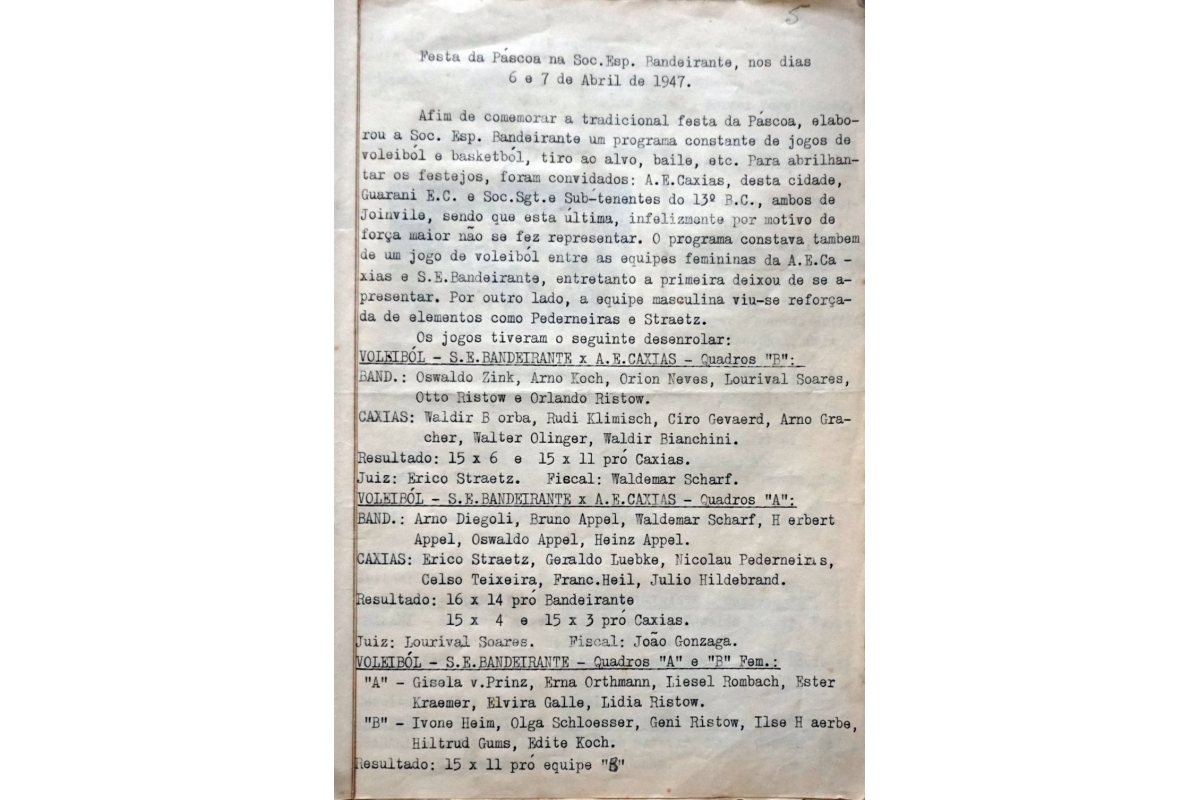 5
Festa da Páscoa na Soc.Esp. Bandeirante, nos dias
6 e 7 de Abril de 1947.
Afim de comemorar a tradicional festa da Páscoa, elabo-
rou a Soc. Esp. Bandeirante um programa constante de jogos de
voleiból e basketból, tiro ao alvo, baile, etc. Para abrilhan-
tar os festejos, foram convidados: A.E.Caxias, desta cidade,
Guarani E.C. e Soc.Sgt.e Sub-tenentes do 13º B.C., ambos de
Joinvile, sendo que esta última, infelizmente por motivo de
força maior não se fez representar. O programa constava tambem
de um jogo de voleiból entre as equipes femininas da A.E.Ca -
xias e S.E.Bandeirante, entretanto a primeira deixou de se a-
presentar. Por outro lado, a equipe masculina viu-se reforça-
da de elementos como Pederneiras e Straetz.
Os jogos tiveram o seguinte desenrolar:
VOLEIBÓL - S.E.BANDEIRANTE x A.E.CAXIAS - Quadros "B":
BAND.: Oswaldo Zink, Arno Koch, Orion Neves, Lourival Soares,
Otto Ristow e Orlando Ristow.
CAXIAS: Waldir B orba, Rudi Klimisch, Ciro Gevaerd, Arno Gra-
cher, Walter Olinger, Waldir Bianchini.
Resultado: 15 x 6 e 15 x 11 pró Caxias.
Juiz: Erico Straetz. Fiscal: Waldemar Scharf.
VOLEIBÓL - S.E.BANDEIRANTE x A.E.CAXIAS - Quadros "A":
BAND.: Arno Diegoli, Bruno Appel, Waldemar Scharf, H erbert
Appel, Oswaldo Appel, Heinz Appel.
CAXIAS: Erico Straetz, Geraldo Luebke, Nicolau Pederneiras,
Celso Teixeira, Franc.Heil, Julio Hildebrand.
Resultado: 16 x 14 pró Bandeirante
15 x 4 e 15 x 3 pró Caxias.
Juiz: Lourival Soares. Fiscal: João Gonzaga.
VOLEIBÓL - S.E.BANDEIRANTE - Quadros "A" e "B" Fem.:
"A" - Gisela v.Prinz, Erna Orthmann, Liesel Rombach, Ester
Kraemer, Elvira Galle, Lidia Ristow.
"B" - Ivone Heim, Olga Schloesser, Geni Ristow, Ilse H aerbe,
Hiltrud Gums, Edite Koch.
Resultado: 15 x 11 pró equipe "B"